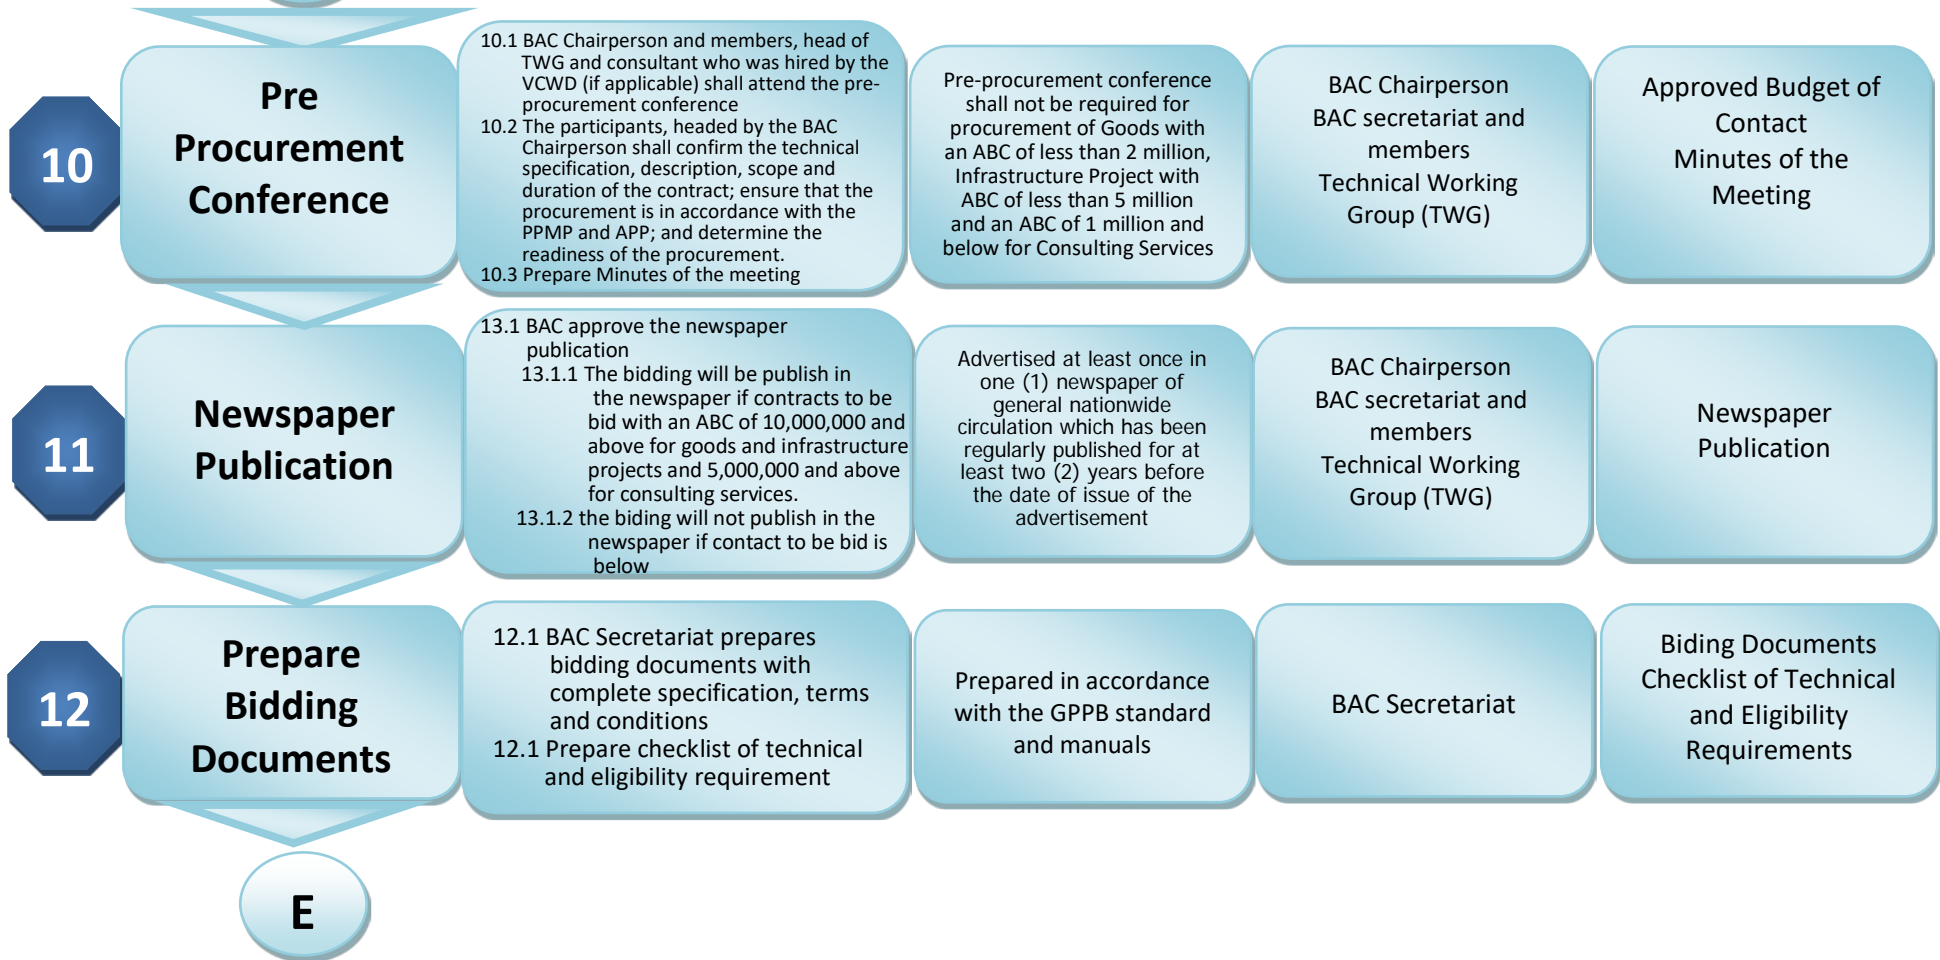 10
Pre
Procurement
Conference
10.1 BAC Chairperson and members, head of
TWG and consultant who was hired by the
VCWD (if applicable) shall attend the pre-
procurement conference
10.2 The participants, headed by the BAC
Chairperson shall confirm the technical
specification, description, scope and
duration of the contract; ensure that the
procurement is in accordance with the
PPMP and APP; and determine the
readiness of the procurement.
10.3 Prepare Minutes of the meeting
Pre-procurement conference
shall not be required for
procurement of Goods with
an ABC of less than 2 million,
Infrastructure Project with
ABC of less than 5 million
and an ABC of 1 million and
below for Consulting Services
BAC Chairperson
BAC secretariat and
members
Technical Working
Group (TWG)
Approved Budget of
Contact
Minutes of the
Meeting
11
Newspaper
Publication
13.1 BAC approve the newspaper
publication
13.1.1 The bidding will be publish in
the newspaper if contracts to be
bid with an ABC of 10,000,000 and
above for goods and infrastructure
projects and 5,000,000 and above
for consulting services.
13.1.2 the biding will not publish in the
newspaper if contact to be bid is
below
Advertised at least once in
one (1) newspaper of
general nationwide
circulation which has been
regularly published for at
least two (2) years before
the date of issue of the
advertisement
BAC Chairperson
BAC secretariat and
members
Technical Working
Group (TWG)
Newspaper
Publication
12
Prepare
Bidding
Documents
12.1 BAC Secretariat prepares
bidding documents with
complete specification, terms
and conditions
12.1 Prepare checklist of technical
and eligibility requirement
Prepared in accordance
with the GPPB standard
and manuals
BAC Secretariat
Biding Documents
Checklist of Technical
and Eligibility
Requirements
E